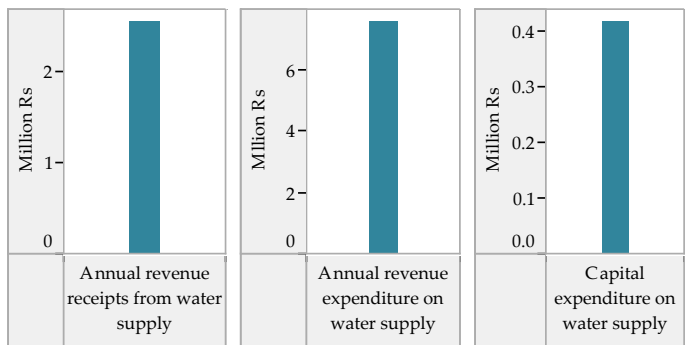 Million Rs
2
1
0
Annual revenue
receipts from water
supply
Mllion Rs
6
4
2
0
Annual revenue
expenditure on
water supply
Million Rs
0.4
0.3
0.2
0.1
0.0
Capital
expenditure on
water supply